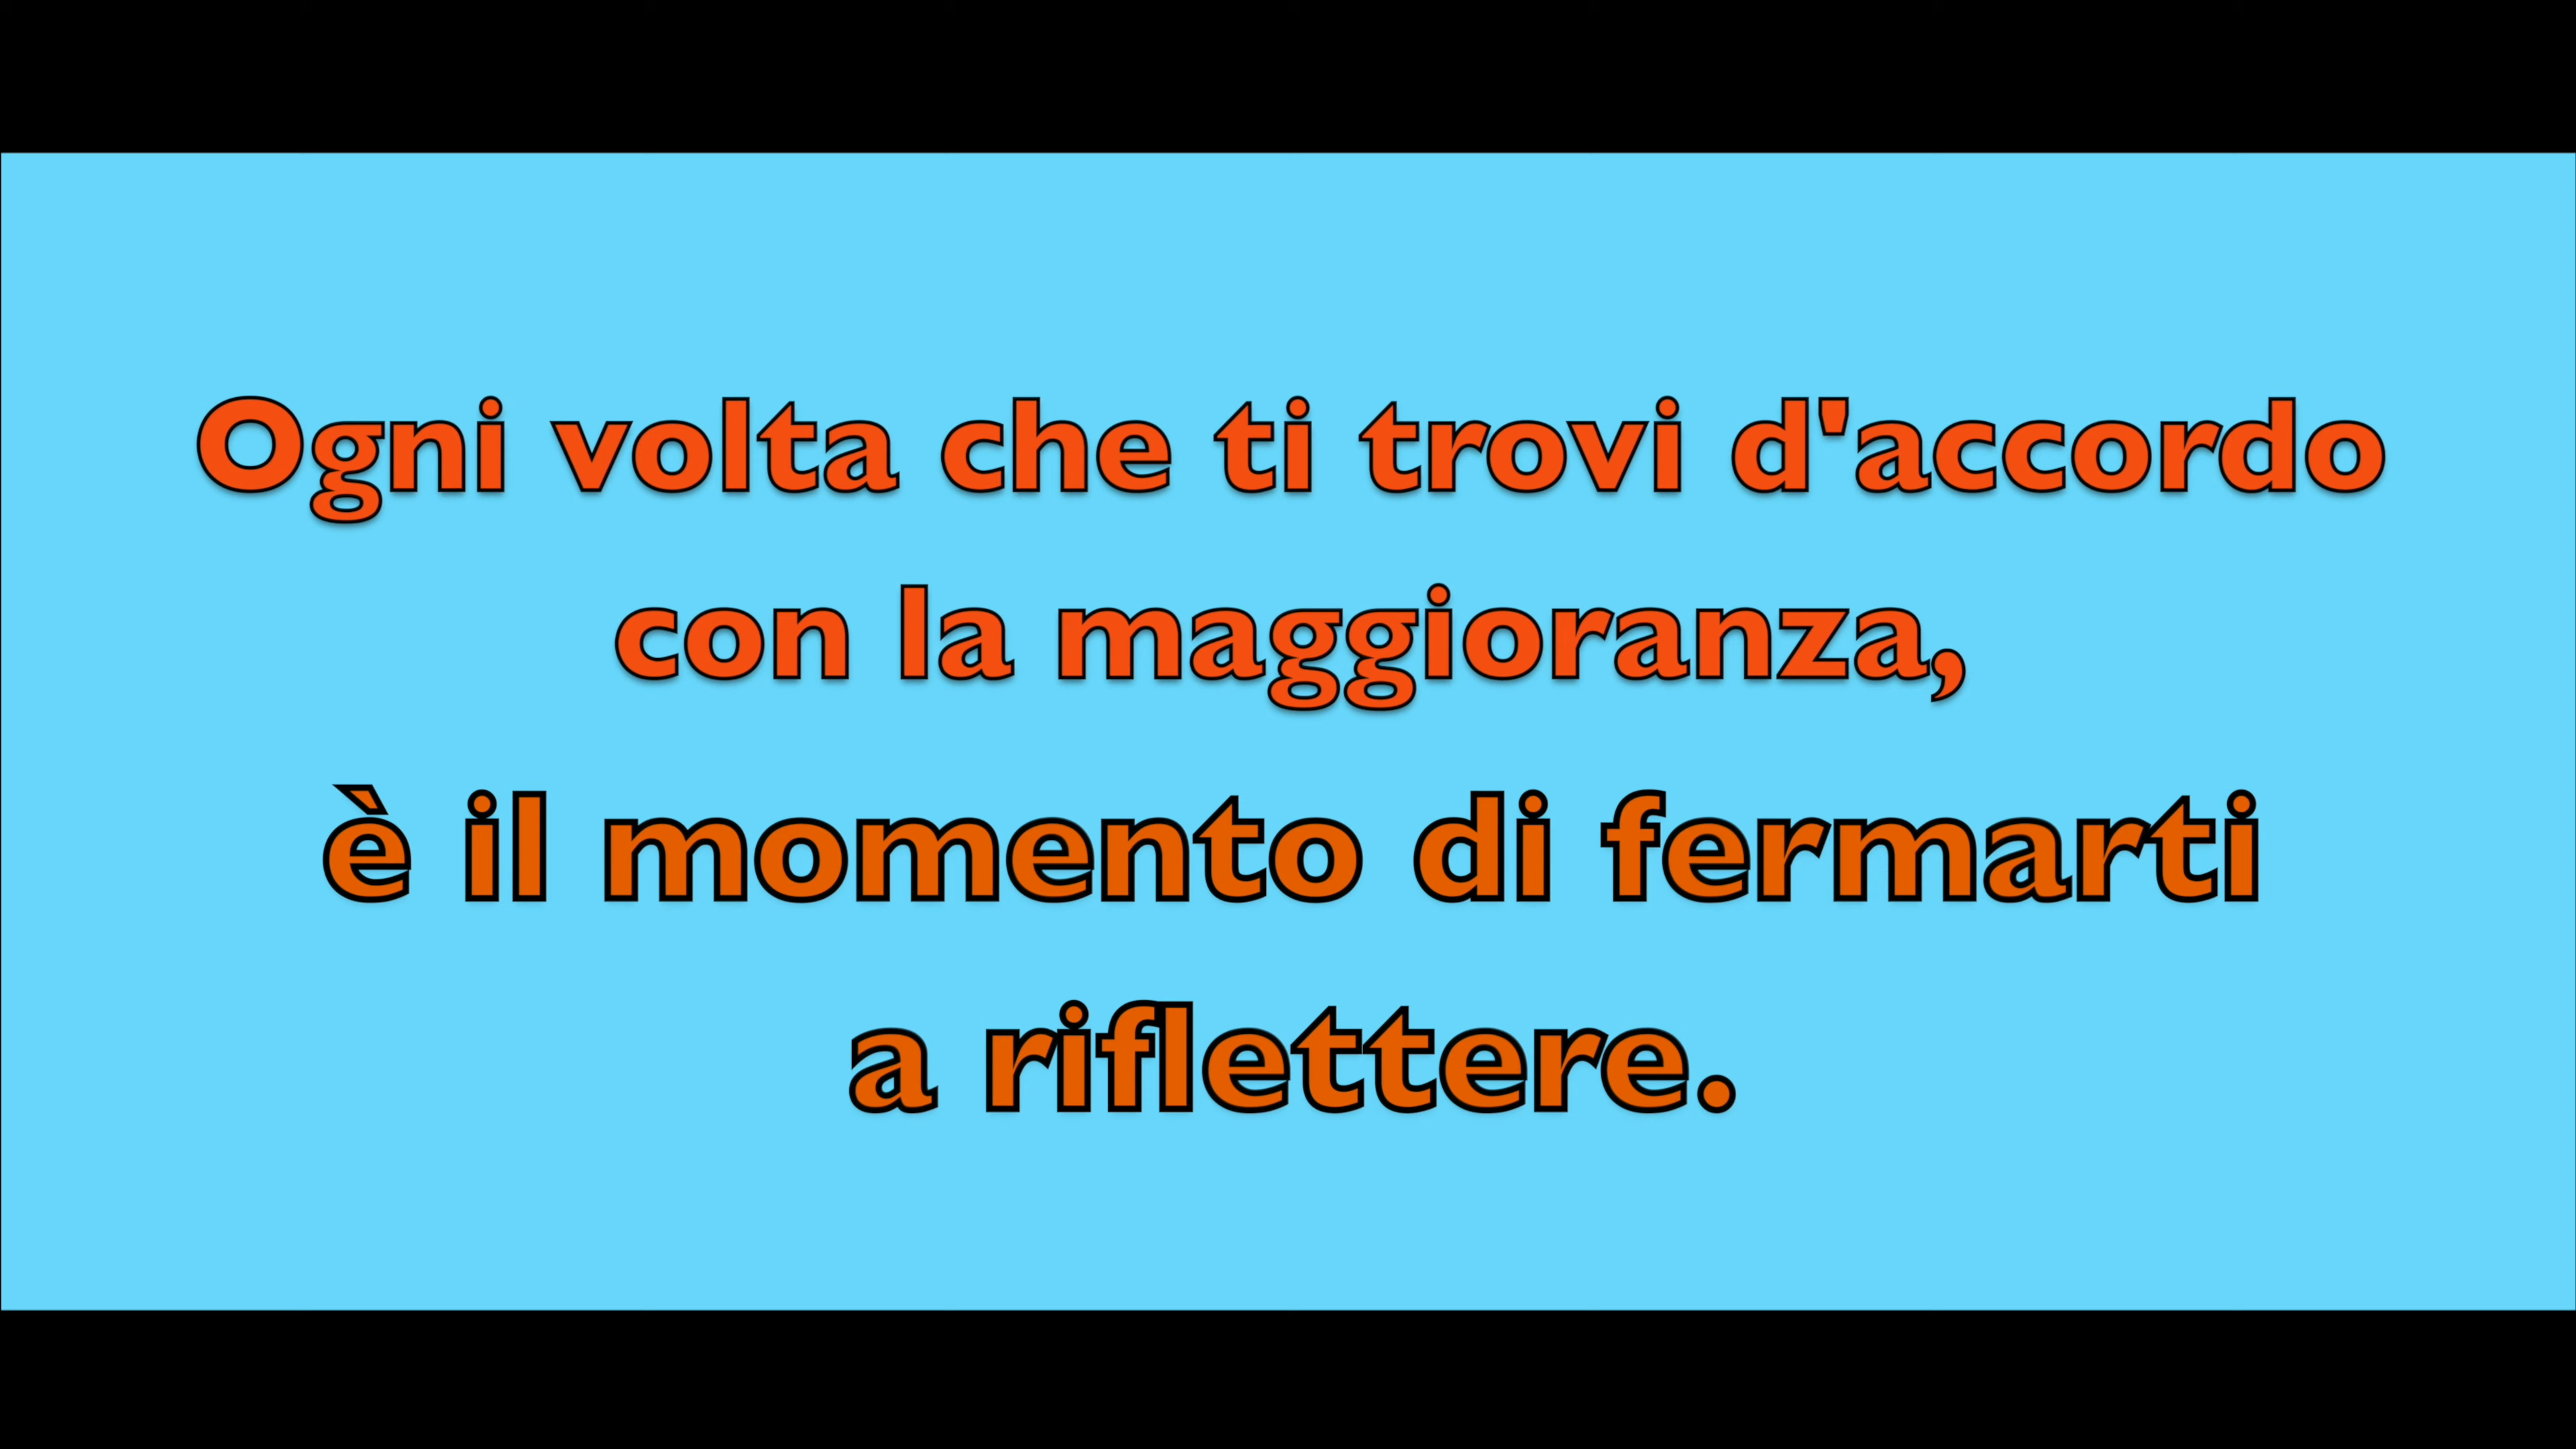 Ogni volta che ti trovi d'accordo
con la maggioranza,
è il momento di fermarti
a riflettere.